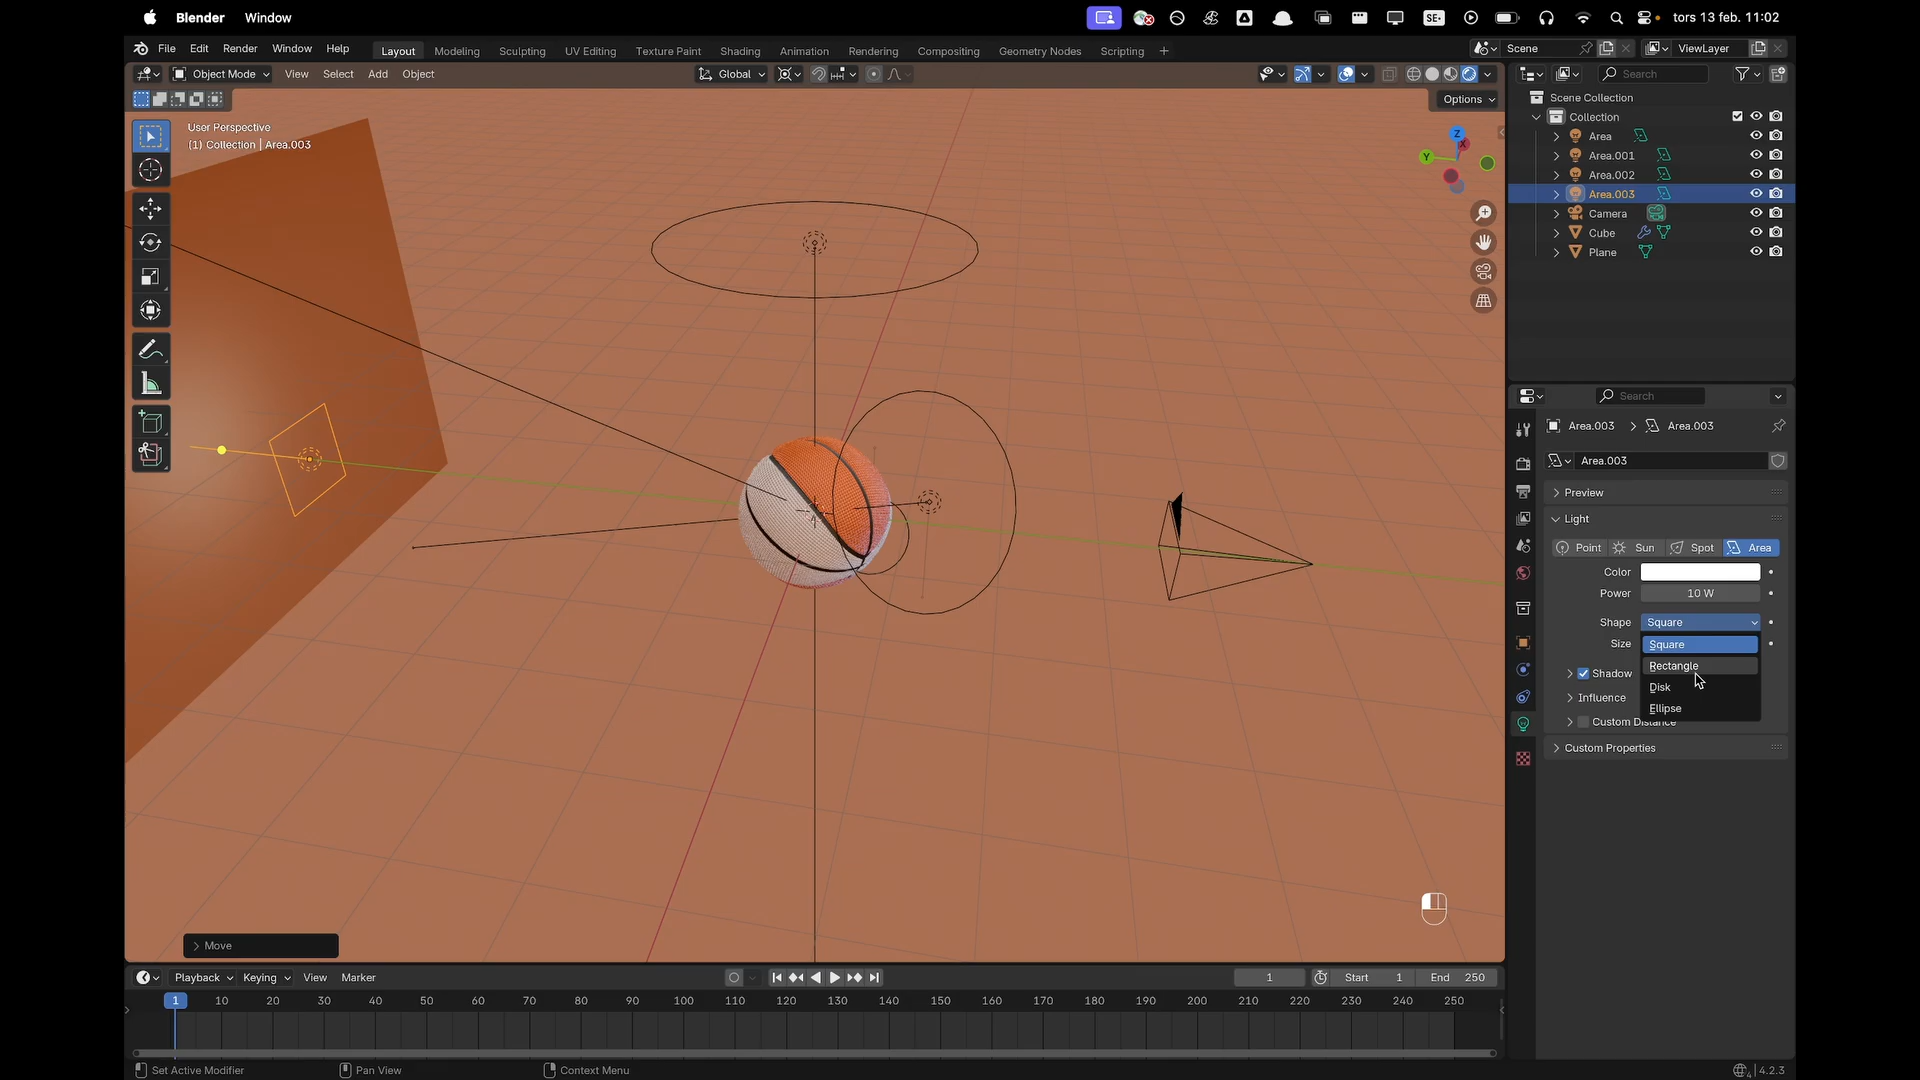 Blender Window SE tors 13 feb. 11:02
File Edit Render Window Help Layout Modeling Sculpting UV Editing Texture Paint Shading Animation Rendering Compositing Geometry Nodes Scripting + Scene ViewLayer
Object Mode View Select Add Object Global Search
Options
Scene Collection
Collection
User Perspective
(1) Collection | Area.003
Area
Area.001
Area.002
Area.003
Camera
Cube
Plane
Z
X
Y
Search
Area.003 > Area.003
Area.003
Preview
Light
Point Sun Spot Area
Color
Power 10 W
Shape Square
Size Square
Rectangle
Shadow
Disk
Influence
Ellipse
Custom Distance
Custom Properties
Move
Playback Keying View Marker 1 Start 1 End 250
1 10 20 30 40 50 60 70 80 90 100 110 120 130 140 150 160 170 180 190 200 210 220 230 240 250
Set Active Modifier Pan View Context Menu 4.2.3